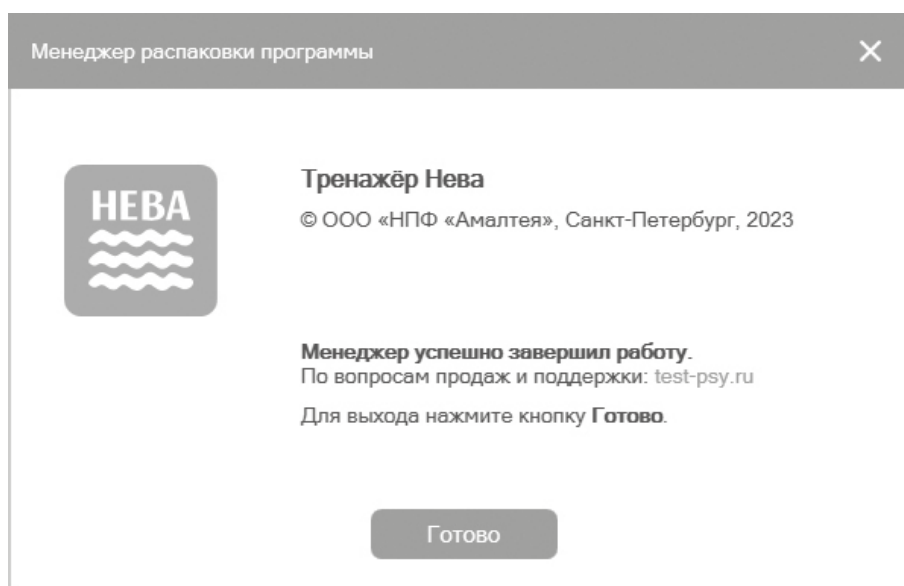 Менеджер распаковки программы
НЕВА
Тренажёр Нева
© ООО «НПФ «Амалтея», Санкт-Петербург, 2023
Менеджер успешно завершил работу.
По вопросам продаж и поддержки: test-psy.ru
Для выхода нажмите кнопку Готово.
Готово